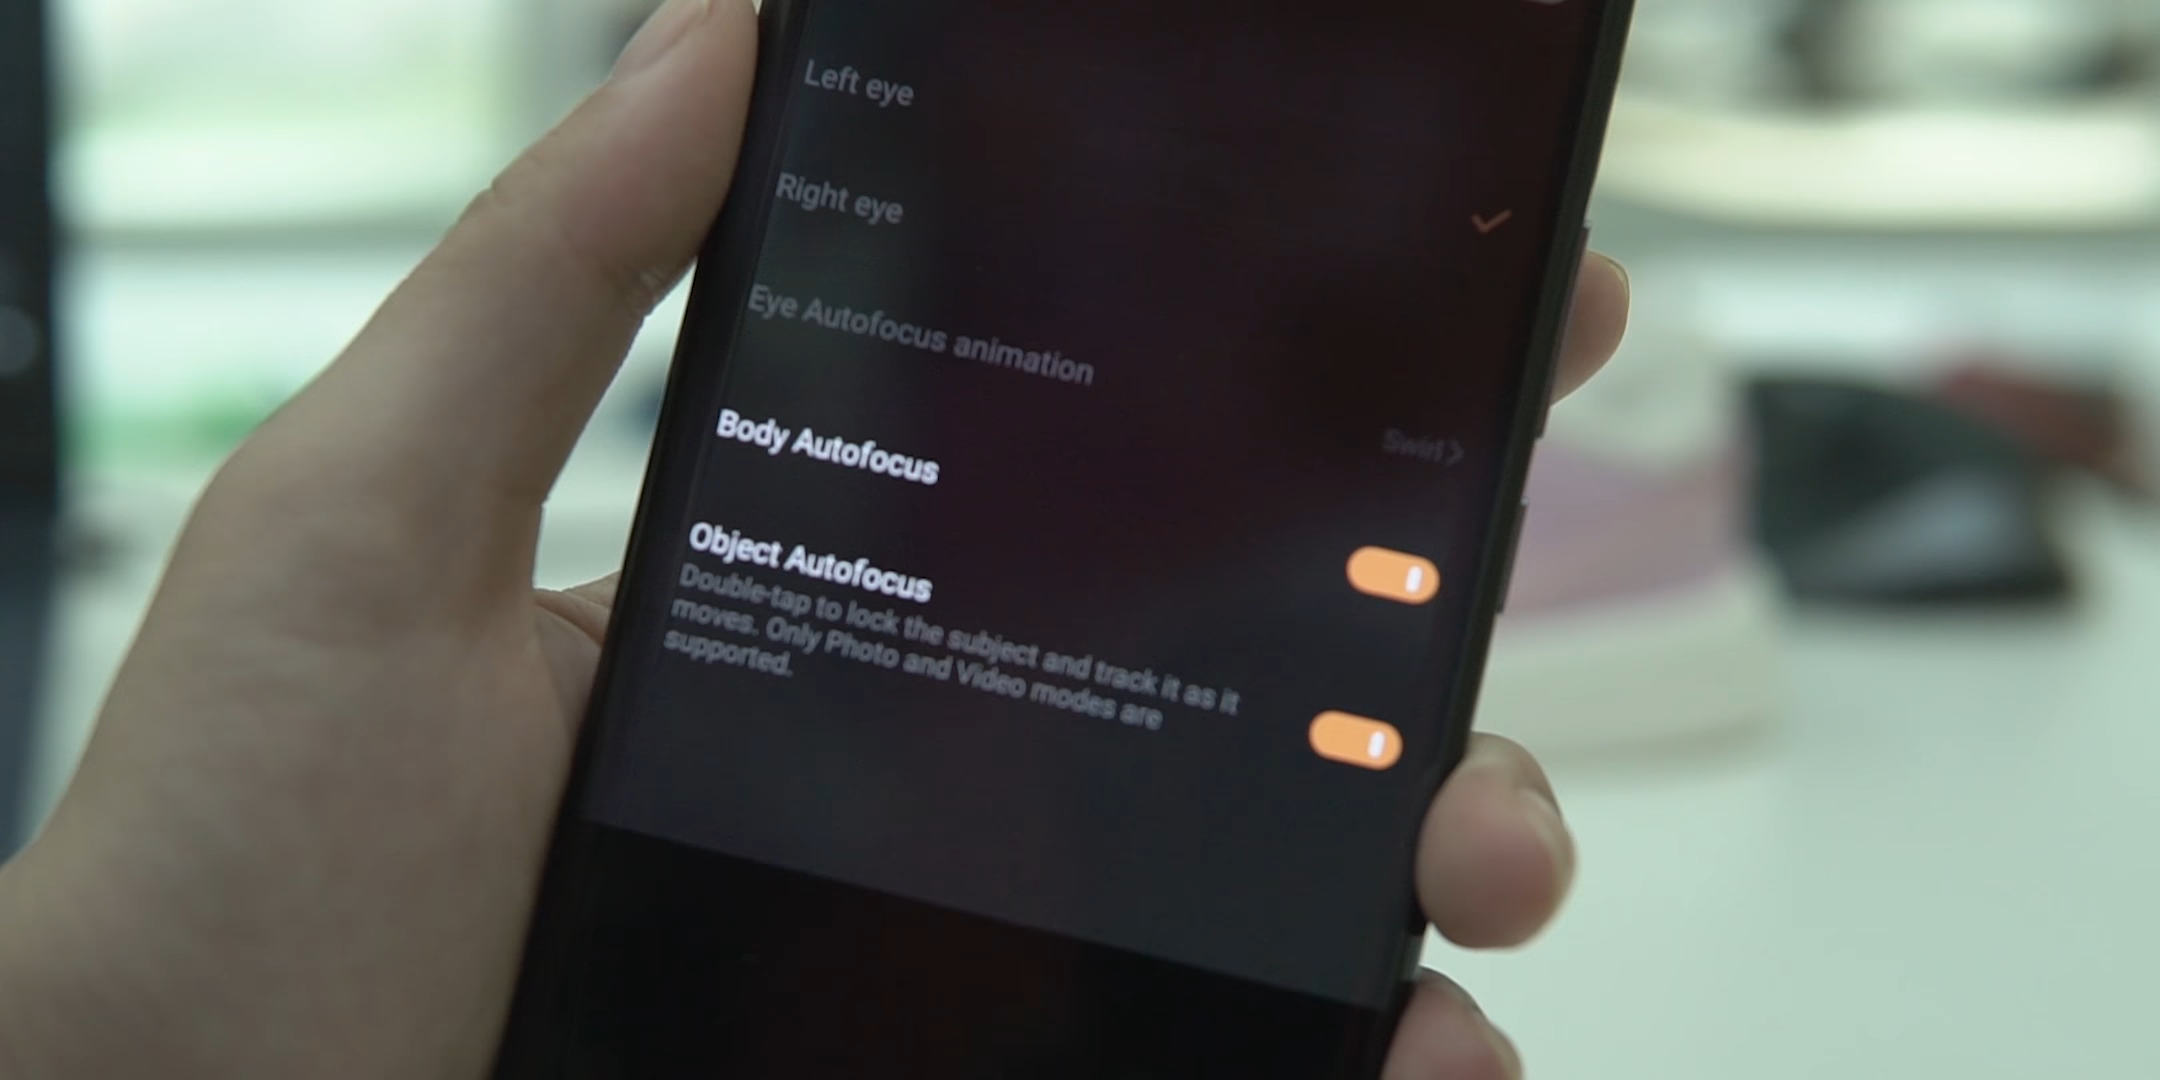 Left eye
Right eye
Eye Autofocus animation
Swirl
Body Autofocus
Object Autofocus
Double-tap to lock the subject and track it as it
moves. Only Photo and Video modes are
supported.